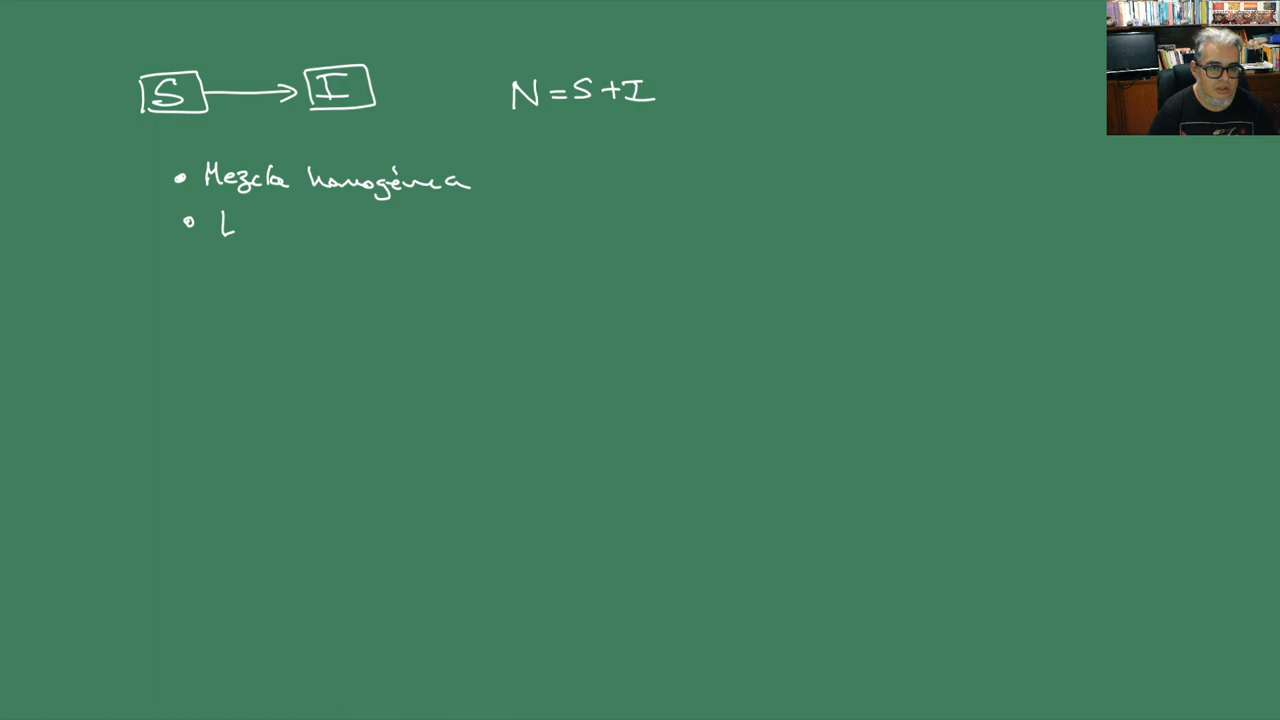 S → I N = S + I
• Mezcla homogénea
• L